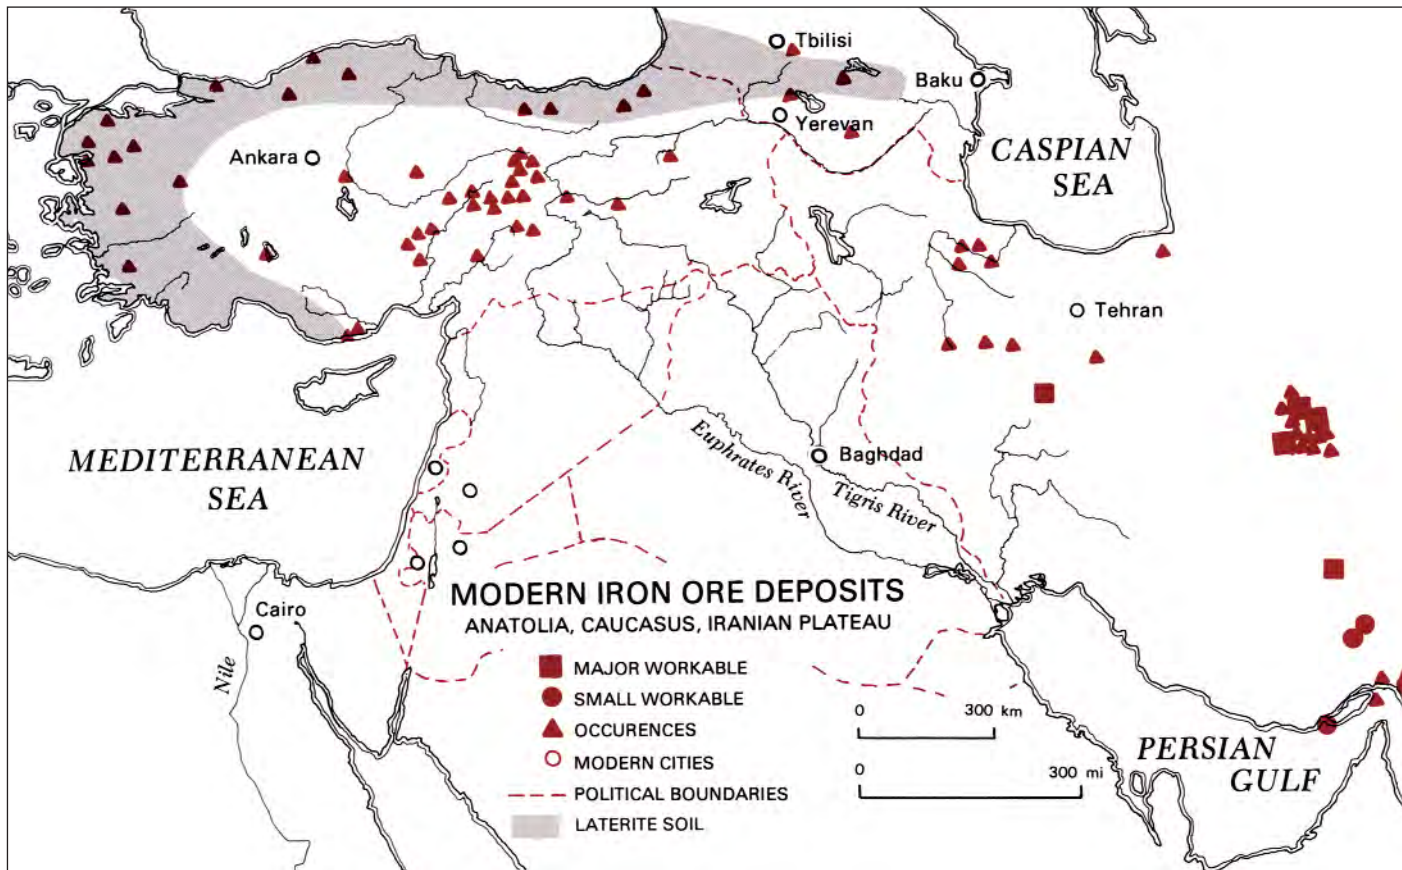 Tbilisi
Baku
Yerevan
Ankara
CASPIAN
SEA
Tehran
MEDITERRANEAN
SEA
Baghdad
Euphrates River
Tigris River
Cairo
Nile
MODERN IRON ORE DEPOSITS
ANATOLIA, CAUCASUS, IRANIAN PLATEAU
MAJOR WORKABLE
SMALL WORKABLE
OCCURENCES
MODERN CITIES
POLITICAL BOUNDARIES
LATERITE SOIL
0 300 km
0 300 mi
PERSIAN
GULF